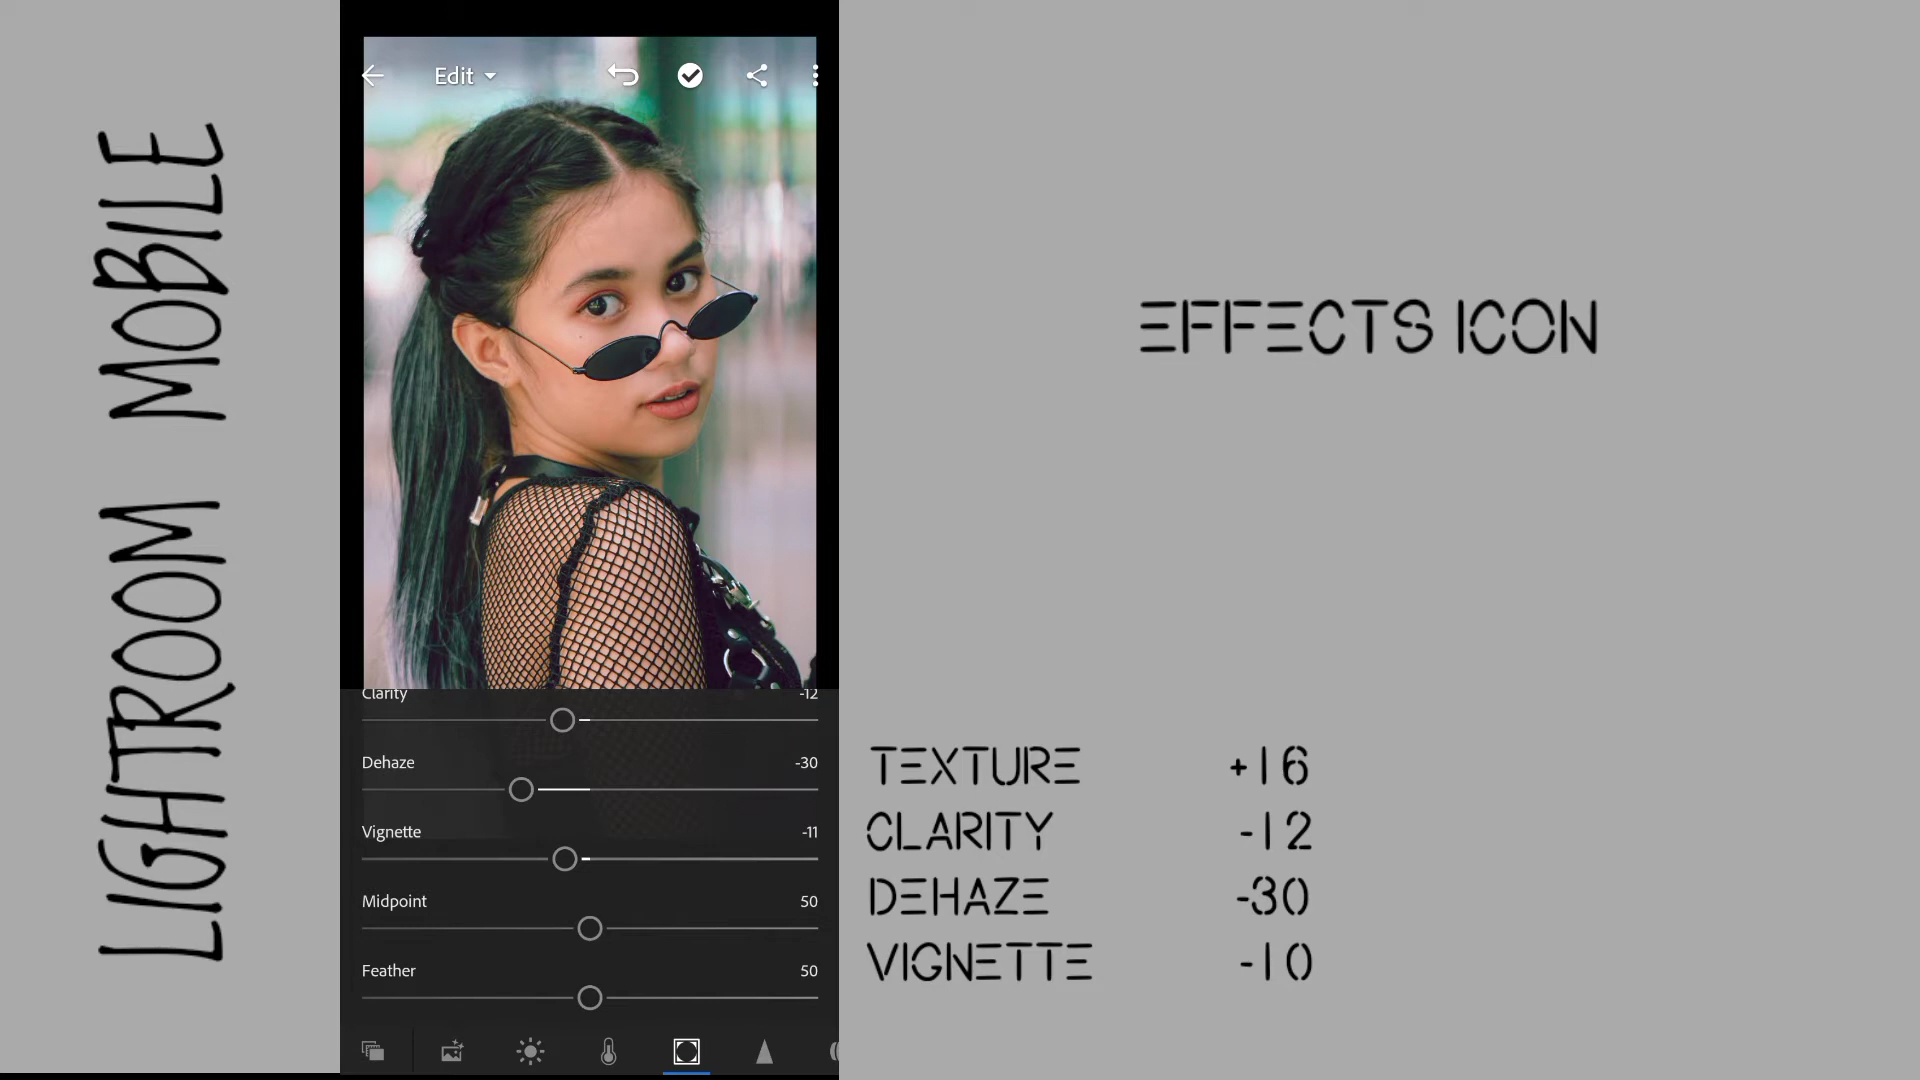 LIGHTROOM MOBILE
Edit
Clarity -12
Dehaze -30
Vignette -11
Midpoint 50
Feather 50
EFFECTS ICON
TEXTURE +16
CLARITY -12
DEHAZE -30
VIGNETTE -10